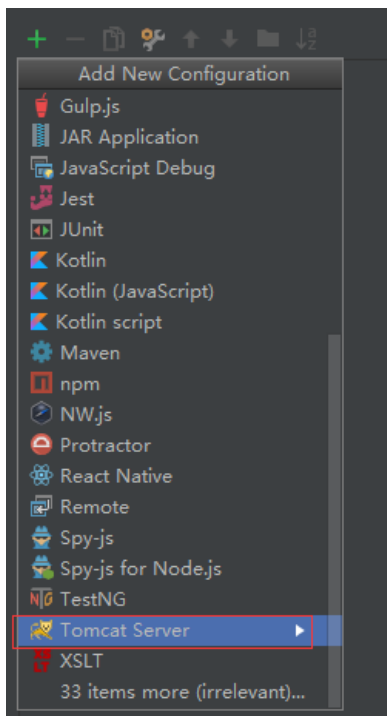 Add New Configuration
Gulp.js
JAR Application
JavaScript Debug
Jest
JUnit
Kotlin
Kotlin (JavaScript)
Kotlin script
Maven
npm
NW.js
Protractor
React Native
Remote
Spy-js
Spy-js for Node.js
TestNG
Tomcat Server
XSLT
33 items more (irrelevant)...